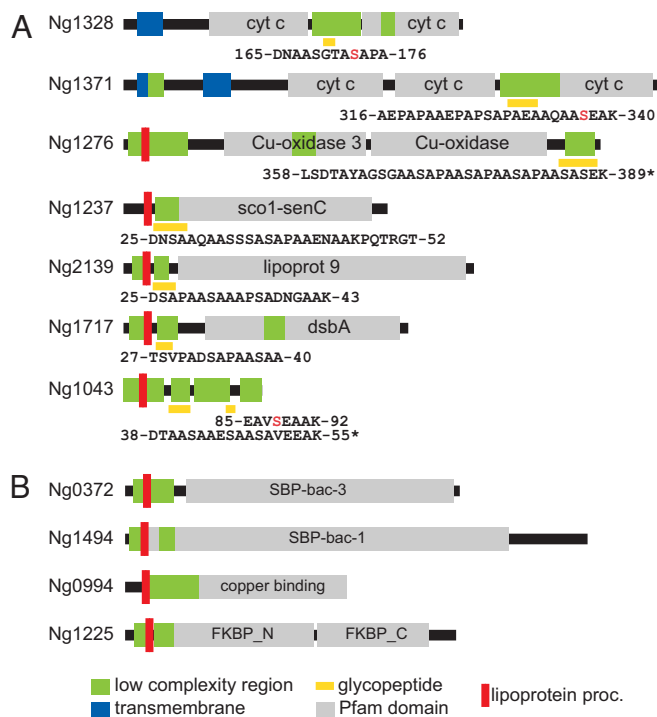 A
Ng1328
cyt c
cyt c
165-DNAASGTASAPA-176
Ng1371
cyt c
cyt c
cyt c
316-AEPAPAAEPAPSAPAEAAQAASEAK-340
Ng1276
Cu-oxidase 3
Cu-oxidase
358-LSDTAYAGSGAASAPAASAPAASAPAASASEK-389*
Ng1237
sco1-senC
25-DNSAAQAASSSASAPAAENAAKPQTRGT-52
Ng2139
lipoprot 9
25-DSAPAASAAAPSADNGAAK-43
Ng1717
dsbA
27-TSVPADSAPAASAA-40
Ng1043
85-EAVSEAAK-92
38-DTAASAAESAASAVEEAK-55*
B
Ng0372
SBP-bac-3
Ng1494
SBP-bac-1
Ng0994
copper binding
Ng1225
FKBP_N
FKBP_C
low complexity region
glycopeptide
lipoprotein proc.
transmembrane
Pfam domain